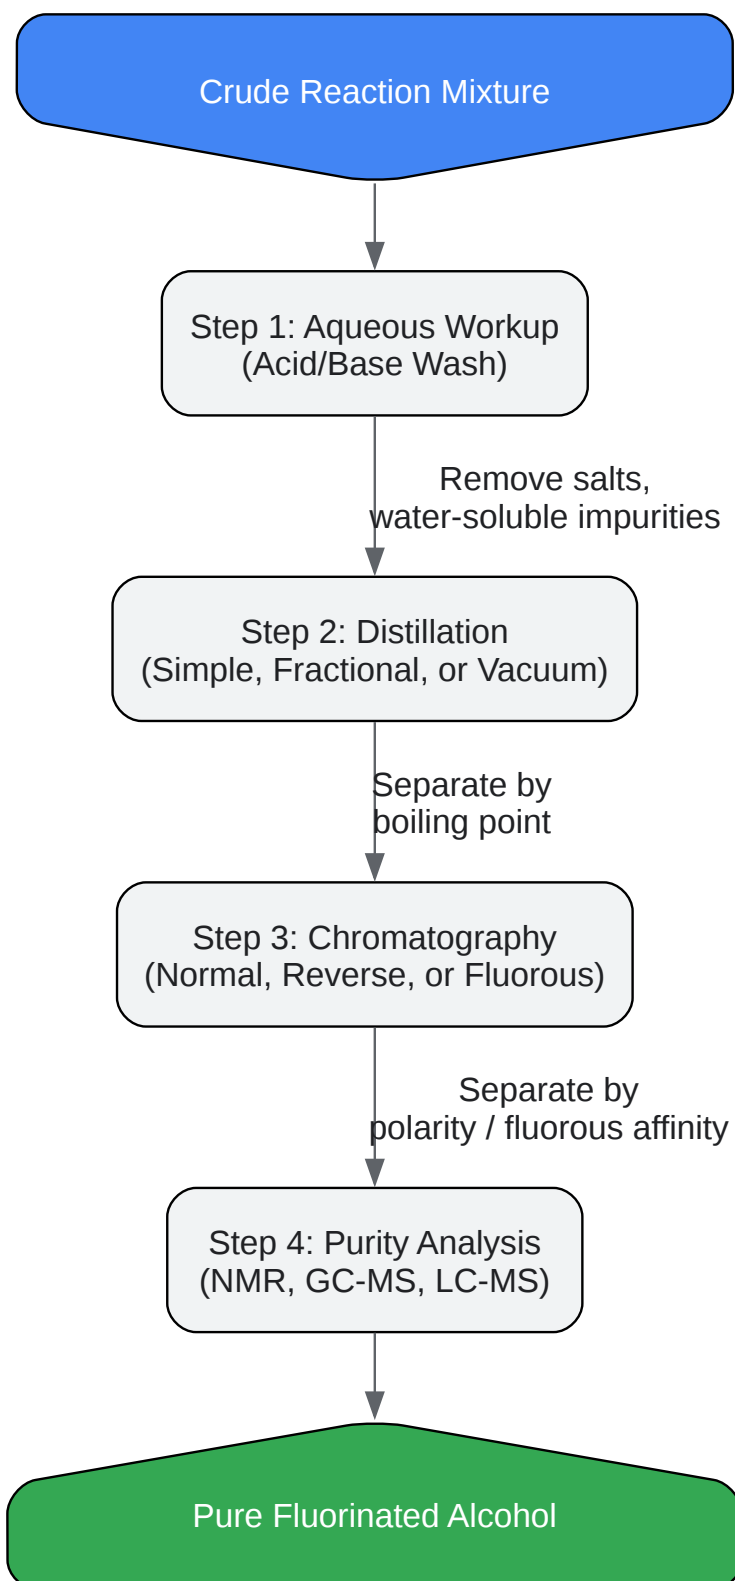 Crude Reaction Mixture
Step 1: Aqueous Workup
(Acid/Base Wash)
Remove salts,
water-soluble impurities
Step 2: Distillation
(Simple, Fractional, or Vacuum)
Separate by
boiling point
Step 3: Chromatography
(Normal, Reverse, or Fluorous)
Separate by
polarity / fluorous affinity
Step 4: Purity Analysis
(NMR, GC-MS, LC-MS)
Pure Fluorinated Alcohol